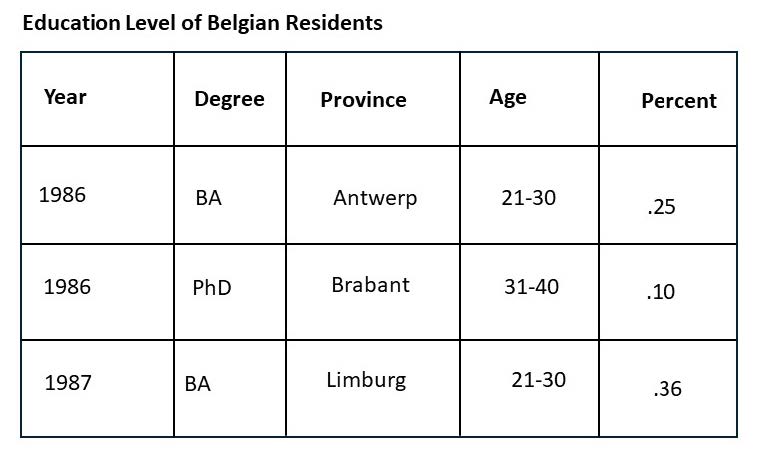 Education Level of Belgian Residents
Year Degree Province Age Percent
1986 BA Antwerp 21-30 .25
1986 PhD Brabant 31-40 .10
1987 BA Limburg 21-30 .36